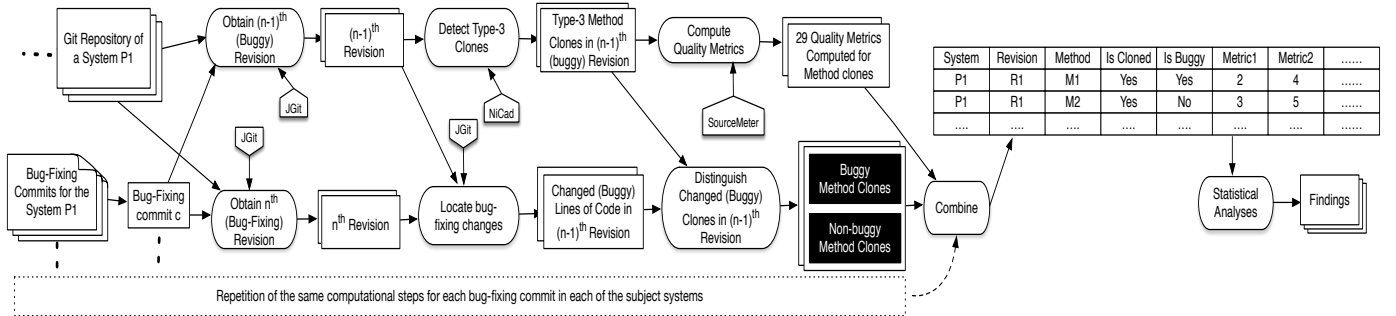 Git Repository of
a System P1
Obtain (n-1)th
(Buggy)
Revision
JGit
(n-1)th
Revision
Detect Type-3
Clones
NiCad
Type-3 Method
Clones in (n-1)th
(buggy) Revision
Compute
Quality Metrics
SourceMeter
29 Quality Metrics
Computed for
Method clones
System Revision Method Is Cloned Is Buggy Metric1 Metric2 ......
P1 R1 M1 Yes Yes 2 4 ......
P1 R1 M2 Yes No 3 5 ......
.... .... .... .... .... .... .... ......
Bug-Fixing
Commits for the
System P1
Bug-Fixing
commit c
JGit
Obtain nth
(Bug-Fixing)
Revision
nth Revision
JGit
Locate bug-
fixing changes
Changed (Buggy)
Lines of Code in
(n-1)th Revision
Distinguish
Changed (Buggy)
Clones in (n-1)th
Revision
Buggy
Method Clones
Non-buggy
Method Clones
Combine
Statistical
Analyses
Findings
Repetition of the same computational steps for each bug-fixing commit in each of the subject systems